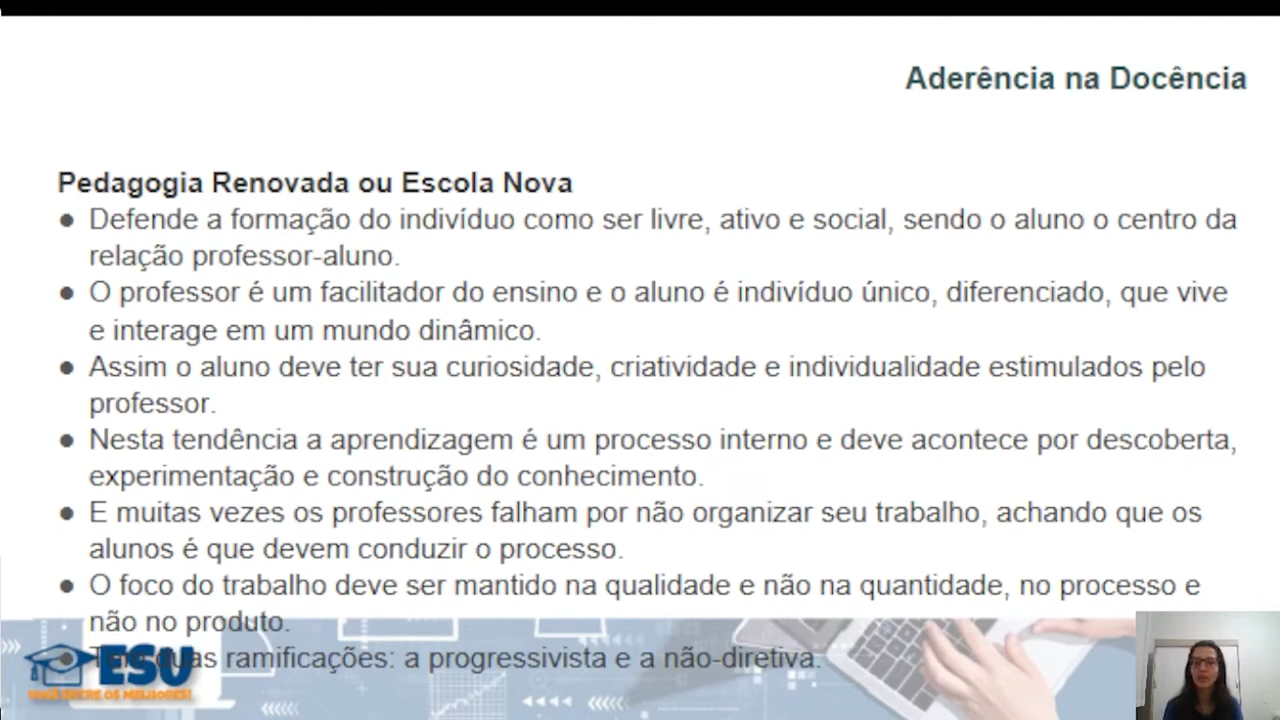 Aderência na Docência
Pedagogia Renovada ou Escola Nova
● Defende a formação do indivíduo como ser livre, ativo e social, sendo o aluno o centro da
relação professor-aluno.
● O professor é um facilitador do ensino e o aluno é indivíduo único, diferenciado, que vive
e interage em um mundo dinâmico.
● Assim o aluno deve ter sua curiosidade, criatividade e individualidade estimulados pelo
professor.
● Nesta tendência a aprendizagem é um processo interno e deve acontece por descoberta,
experimentação e construção do conhecimento.
● E muitas vezes os professores falham por não organizar seu trabalho, achando que os
alunos é que devem conduzir o processo.
● O foco do trabalho deve ser mantido na qualidade e não na quantidade, no processo e
não no produto.
● duas ramificações: a progressivista e a não-diretiva.
ESU
VOCÊ ENTRE OS MELHORES!